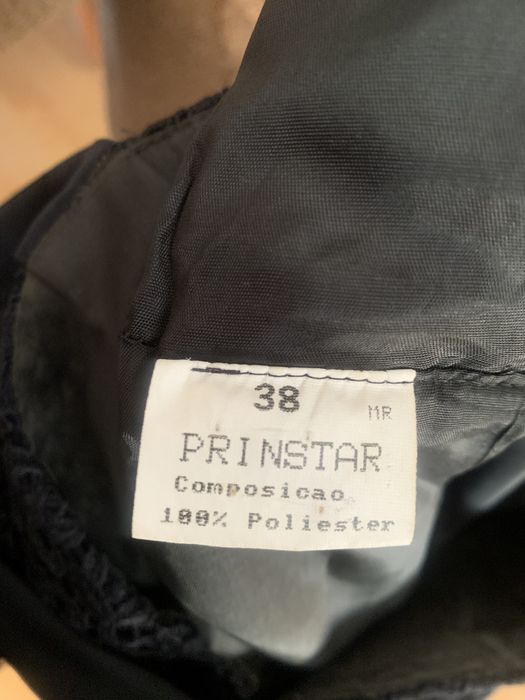 38
MR
PRINSTAR
Composicao
100% Poliester